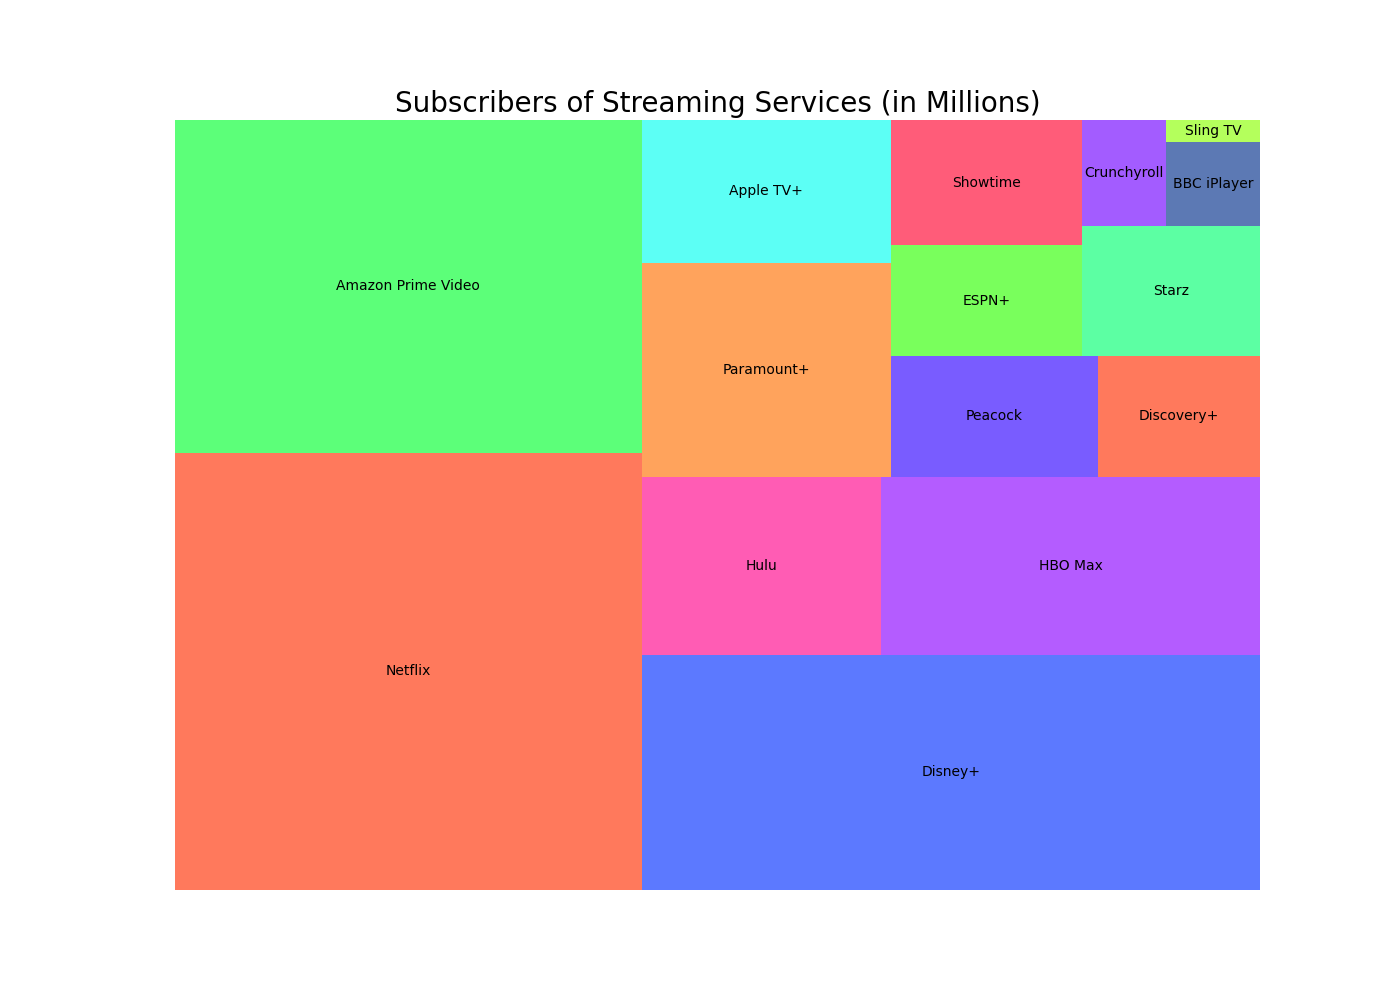 Subscribers of Streaming Services (in Millions)
Sling TV
Crunchyroll
Showtime
BBC iPlayer
Apple TV+
Amazon Prime Video
Starz
ESPN+
Paramount+
Peacock
Discovery+
Hulu
HBO Max
Netflix
Disney+